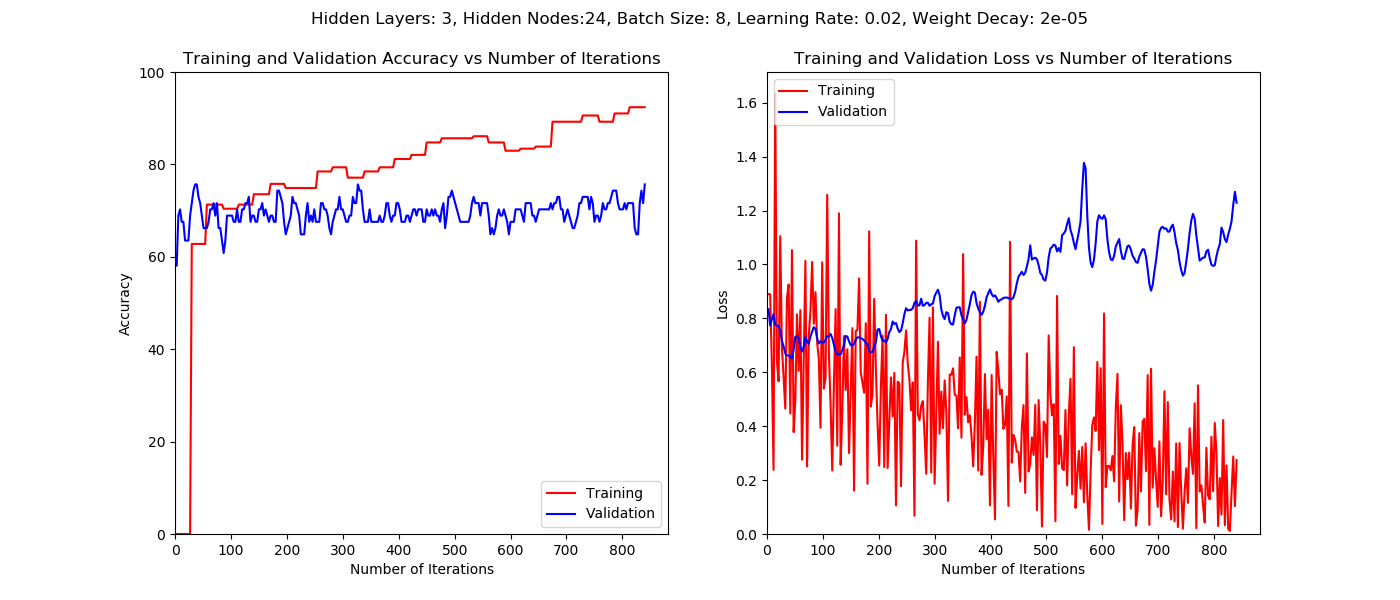 Hidden Layers: 3, Hidden Nodes:24, Batch Size: 8, Learning Rate: 0.02, Weight Decay: 2e-05
Training and Validation Accuracy vs Number of Iterations
100
80
60
40
20
0
Accuracy
0 100 200 300 400 500 600 700 800
Number of Iterations
Training
Validation
Training and Validation Loss vs Number of Iterations
Training
Validation
1.6
1.4
1.2
1.0
0.8
0.6
0.4
0.2
0.0
Loss
0 100 200 300 400 500 600 700 800
Number of Iterations